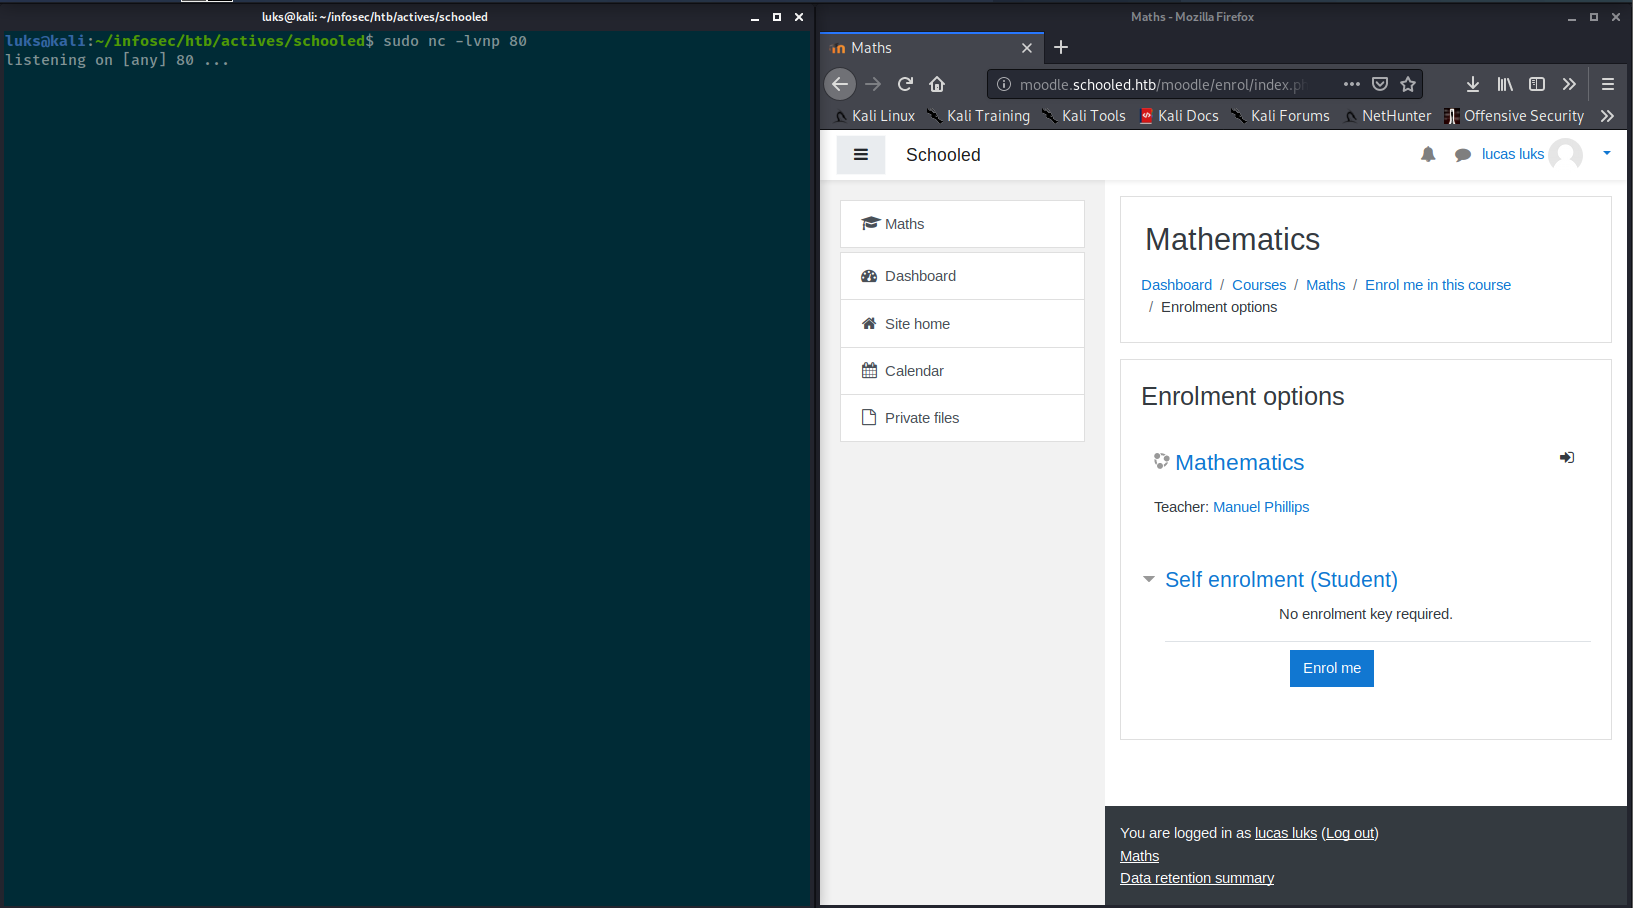 luks@kali: ~/infosec/htb/actives/schooled
luks@kali:~/infosec/htb/actives/schooled$ sudo nc -lvnp 80
listening on [any] 80 ...
Maths - Mozilla Firefox
Maths
moodle.schooled.htb/moodle/enrol/index.ph
Kali Linux Kali Training Kali Tools Kali Docs Kali Forums NetHunter Offensive Security
Schooled
lucas luks
Maths
Dashboard
Site home
Calendar
Private files
Mathematics
Dashboard / Courses / Maths / Enrol me in this course
/ Enrolment options
Enrolment options
Mathematics
Teacher: Manuel Phillips
Self enrolment (Student)
No enrolment key required.
Enrol me
You are logged in as lucas luks (Log out)
Maths
Data retention summary